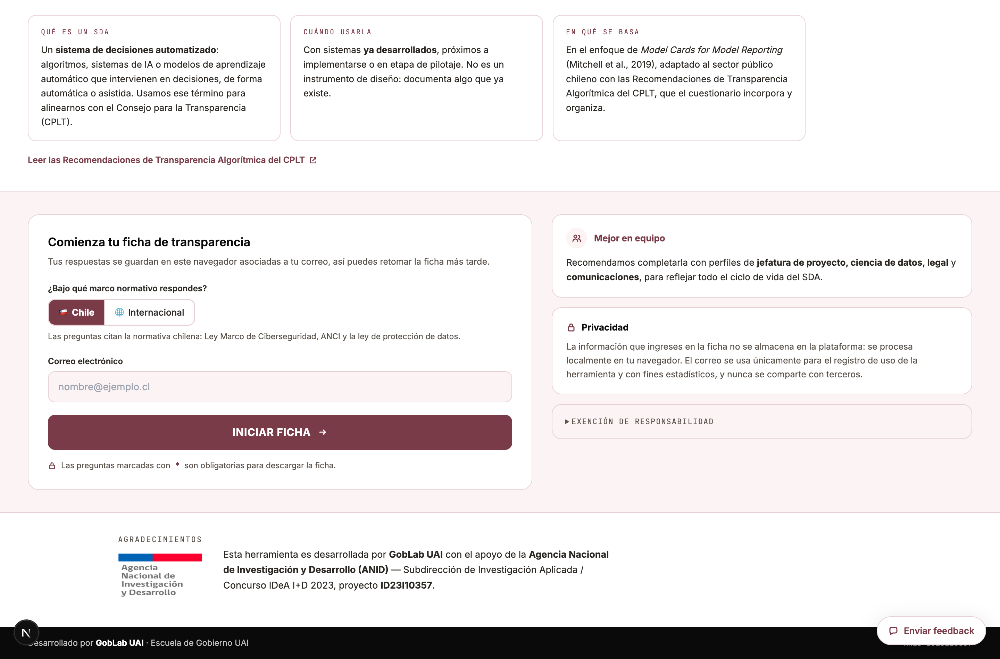 QUÉ ES UN SDA
Un sistema de decisiones automatizado:
algoritmos, sistemas de IA o modelos de aprendizaje
automático que intervienen en decisiones, de forma
automática o asistida. Usamos ese término para
alinearnos con el Consejo para la Transparencia
(CPLT).
CUÁNDO USARLA
Con sistemas ya desarrollados, próximos a
implementarse o en etapa de pilotaje. No es un
instrumento de diseño: documenta algo que ya
existe.
EN QUÉ SE BASA
En el enfoque de Model Cards for Model Reporting
(Mitchell et al., 2019), adaptado al sector público
chileno con las Recomendaciones de Transparencia
Algorítmica del CPLT, que el cuestionario incorpora y
organiza.
Leer las Recomendaciones de Transparencia Algorítmica del CPLT
Comienza tu ficha de transparencia
Tus respuestas se guardan en este navegador asociadas a tu correo, así puedes retomar la ficha más tarde.
¿Bajo qué marco normativo respondes?
Chile
Internacional
Las preguntas citan la normativa chilena: Ley Marco de Ciberseguridad, ANCI y la ley de protección de datos.
Correo electrónico
nombre@ejemplo.cl
INICIAR FICHA →
Las preguntas marcadas con * son obligatorias para descargar la ficha.
Mejor en equipo
Recomendamos completarla con perfiles de jefatura de proyecto, ciencia de datos, legal y
comunicaciones, para reflejar todo el ciclo de vida del SDA.
Privacidad
La información que ingreses en la ficha no se almacena en la plataforma: se procesa
localmente en tu navegador. El correo se usa únicamente para el registro de uso de la
herramienta y con fines estadísticos, y nunca se comparte con terceros.
EXENCIÓN DE RESPONSABILIDAD
AGRADECIMIENTOS
Agencia
Nacional de
Investigación
y Desarrollo
Esta herramienta es desarrollada por GobLab UAI con el apoyo de la Agencia Nacional
de Investigación y Desarrollo (ANID) — Subdirección de Investigación Aplicada /
Concurso IDeA I+D 2023, proyecto ID23I10357.
N
Desarrollado por GobLab UAI · Escuela de Gobierno UAI
Enviar feedback